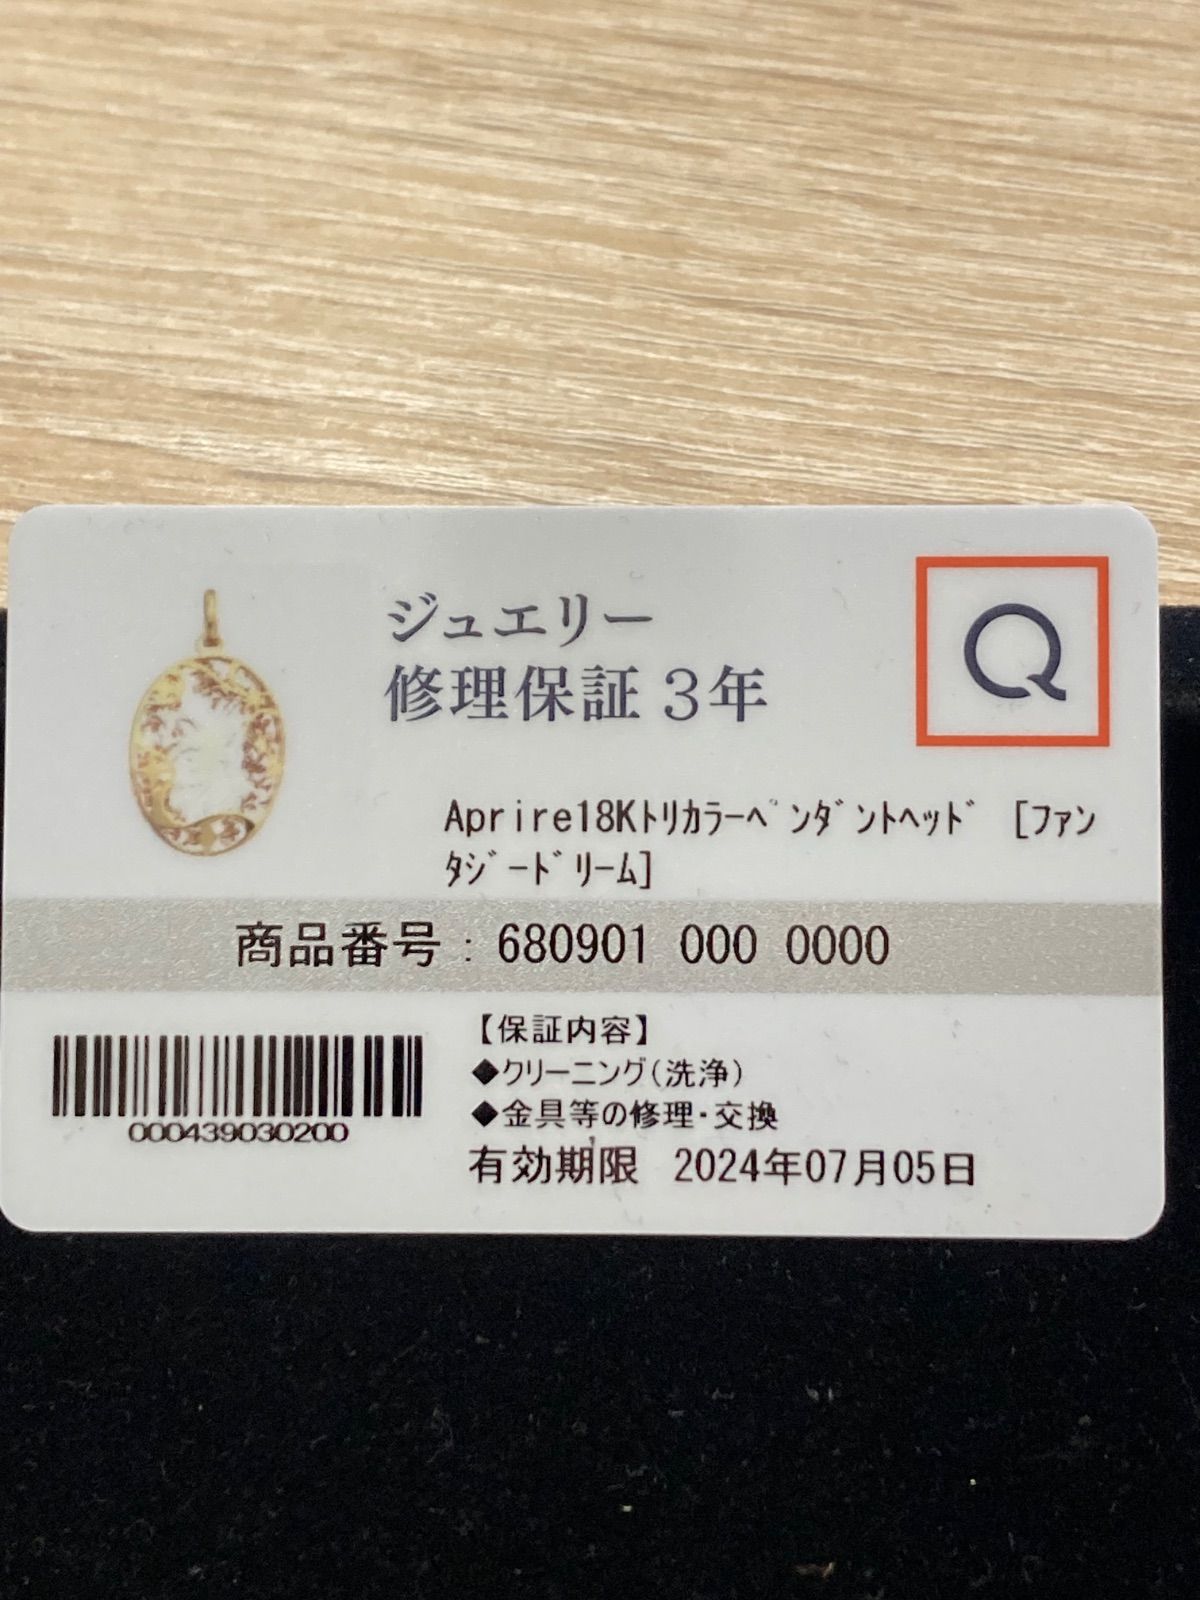 ジュエリー
修理保証3年
Q
Aprire18Kﾄﾘｶﾗｰﾍﾟﾝﾀﾞﾝﾄﾍｯﾄﾞ [ﾌｧﾝ
ﾀｼﾞｰﾄﾞﾘｰﾑ]
商品番号：680901 000 0000
【保証内容】
◆クリーニング(洗浄)
◆金具等の修理・交換
有効期限 2024年07月05日
000439030200